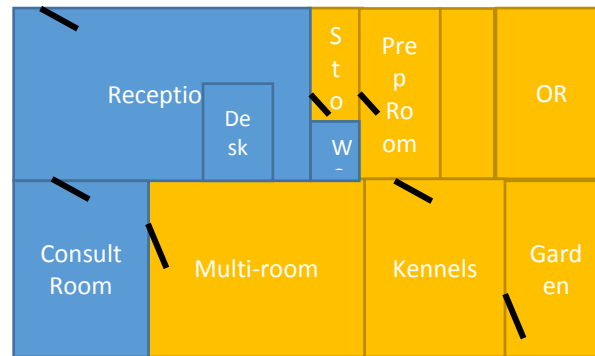 Receptio
De
sk
S
t
o
W
Pre
p
Ro
om
OR
Consult
Room
Multi-room
Kennels
Gard
en